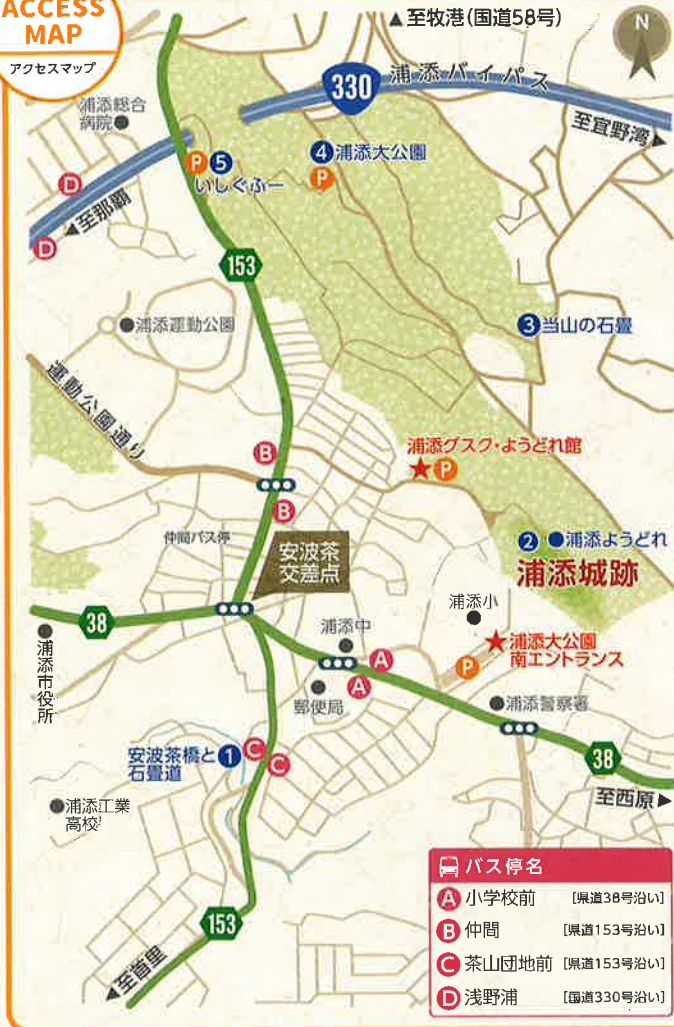 ACCESS
MAP
アクセスマップ
▲至牧港(国道58号)
N
330
浦添バイパス
至宜野湾▶
浦添総合
病院●
P ⑤
いしぐふー
④浦添大公園
P
D
▲至那覇
D
153
●浦添運動公園
③当山の石畳
運動公園通り
浦添グスク・ようどれ館
★P
B
B
仲間バス停
安波茶
交差点
②●浦添ようどれ
浦添城跡
38
浦添小
●
浦添中
●
★浦添大公園
南エントランス
P
A
A
●
浦添市役所
●
郵便局
●浦添警察署
安波茶橋と①
石畳道
C
C
38
至西原▶
●浦添工業
高校
153
▲至首里
バス停名
A 小学校前 [県道38号沿い]
B 仲間 [県道153号沿い]
C 茶山団地前 [県道153号沿い]
D 浅野浦 [国道330号沿い]